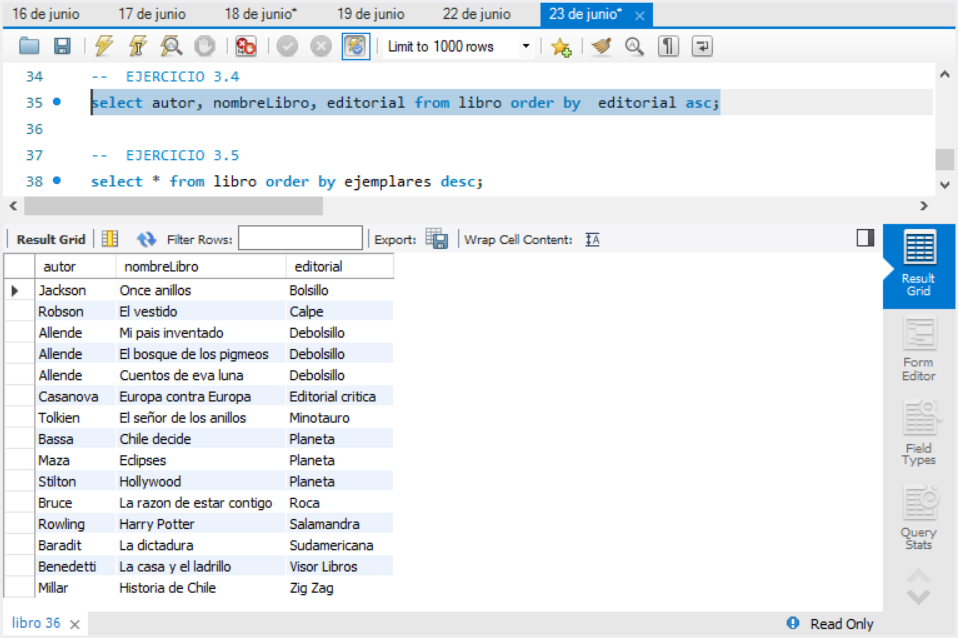 16 de junio 17 de junio 18 de junio* 19 de junio 22 de junio 23 de junio* ×
Limit to 1000 rows
34 -- EJERCICIO 3.4
35 select autor, nombreLibro, editorial from libro order by  editorial asc;
36
37 -- EJERCICIO 3.5
38 select * from libro order by ejemplares desc;
Result Grid Filter Rows: Export: Wrap Cell Content: IA
autor nombreLibro editorial
Jackson Once anillos Bolsillo
Robson El vestido Calpe
Allende Mi pais inventado Debolsillo
Allende El bosque de los pigmeos Debolsillo
Allende Cuentos de eva luna Debolsillo
Casanova Europa contra Europa Editorial critica
Tolkien El señor de los anillos Minotauro
Bassa Chile decide Planeta
Maza Eclipses Planeta
Stilton Hollywood Planeta
Bruce La razon de estar contigo Roca
Rowling Harry Potter Salamandra
Baradit La dictadura Sudamericana
Benedetti La casa y el ladrillo Visor Libros
Millar Historia de Chile Zig Zag
Result
Grid
Form
Editor
Field
Types
Query
Stats
libro 36 × Read Only